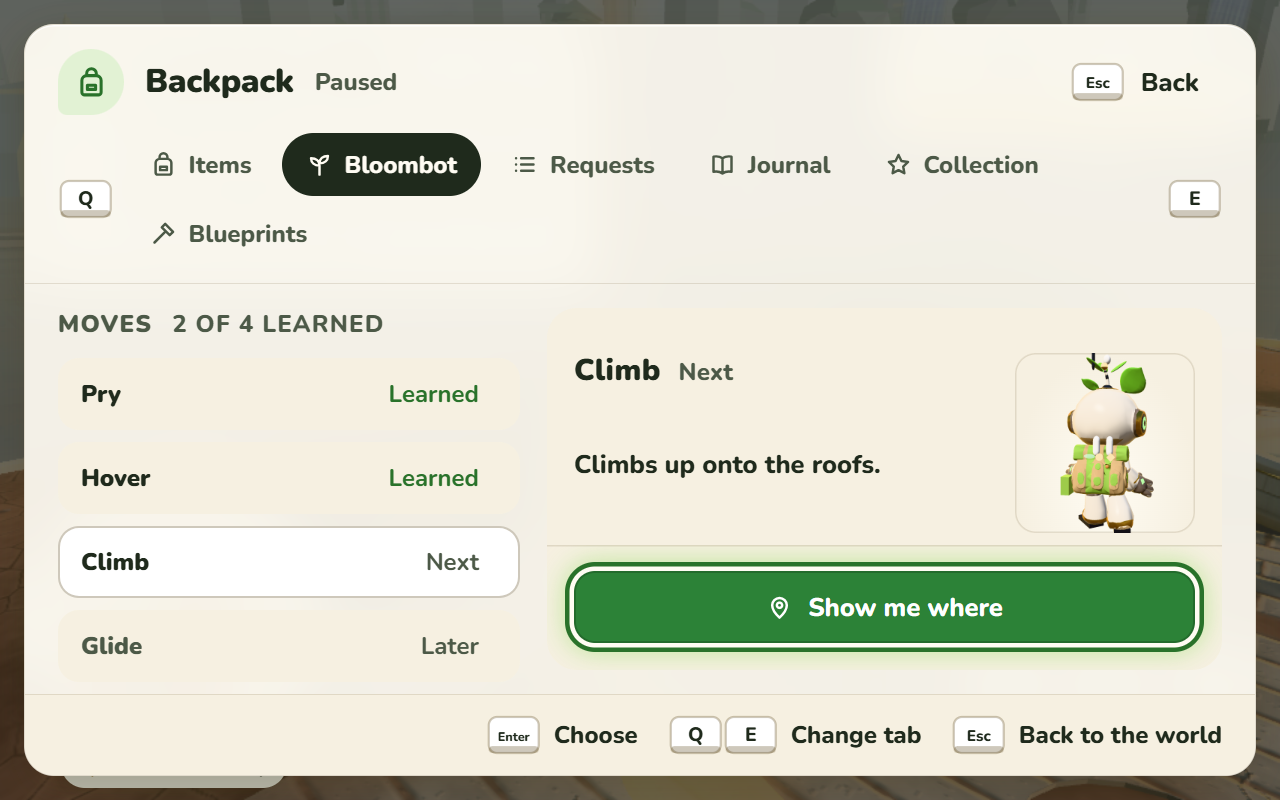 Backpack Paused
Esc Back
Items Bloombot Requests Journal Collection
Q E
Blueprints
MOVES 2 OF 4 LEARNED
Pry Learned
Hover Learned
Climb Next
Glide Later
Climb Next
Climbs up onto the roofs.
Show me where
Enter Choose Q E Change tab Esc Back to the world